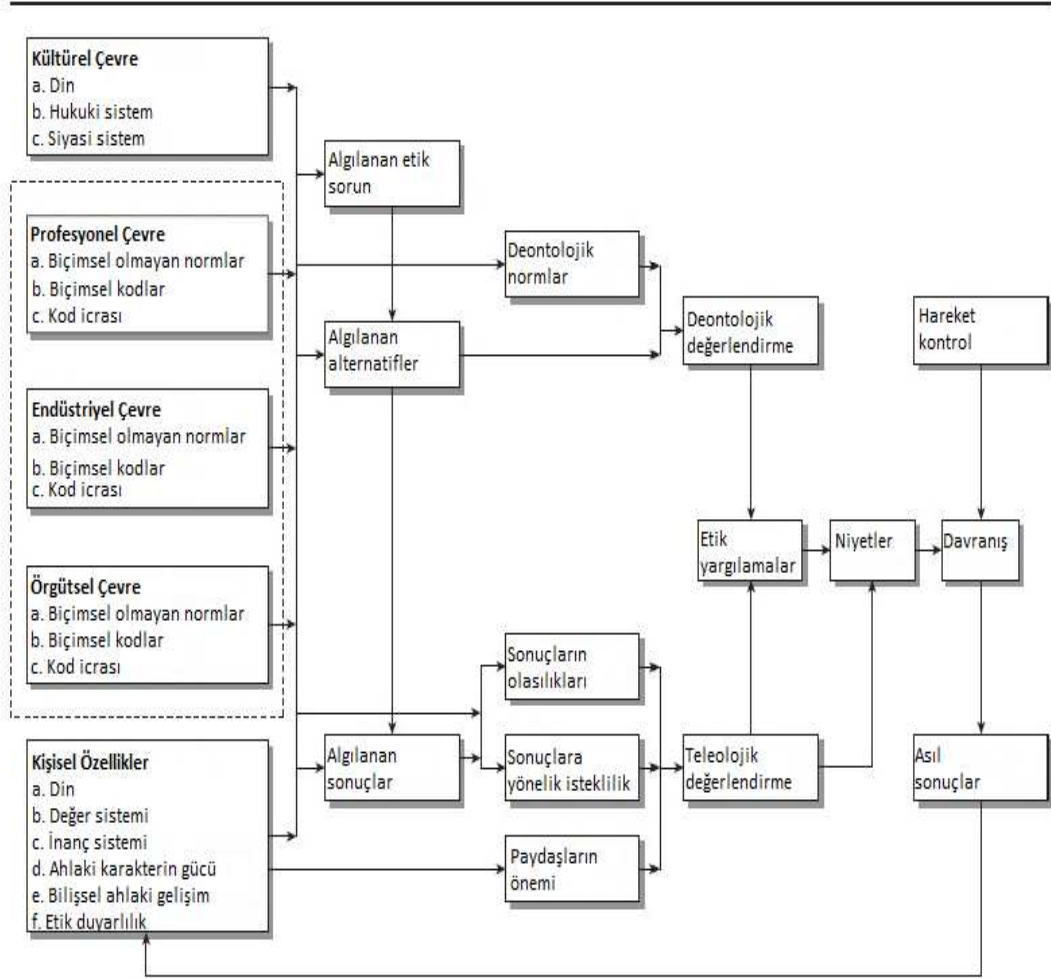 Kültürel Çevre
a. Din
b. Hukuki sistem
c. Siyasi sistem
Profesyonel Çevre
a. Biçimsel olmayan normlar
b. Biçimsel kodlar
c. Kod icrası
Endüstriyel Çevre
a. Biçimsel olmayan normlar
b. Biçimsel kodlar
c. Kod icrası
Örgütsel Çevre
a. Biçimsel olmayan normlar
b. Biçimsel kodlar
c. Kod icrası
Kişisel Özellikler
a. Din
b. Değer sistemi
c. İnanç sistemi
d. Ahlaki karakterin gücü
e. Bilişsel ahlaki gelişim
f. Etik duyarlılık
Algılanan etik
sorun
Algılanan
alternatifler
Algılanan
sonuçlar
Deontolojik
normlar
Sonuçların
olasılıkları
Sonuçlara
yönelik isteklilik
Paydaşların
önemi
Deontolojik
değerlendirme
Etik
yargılamalar
Teleolojik
değerlendirme
Niyetler
Hareket
kontrol
Davranış
Asıl
sonuçlar